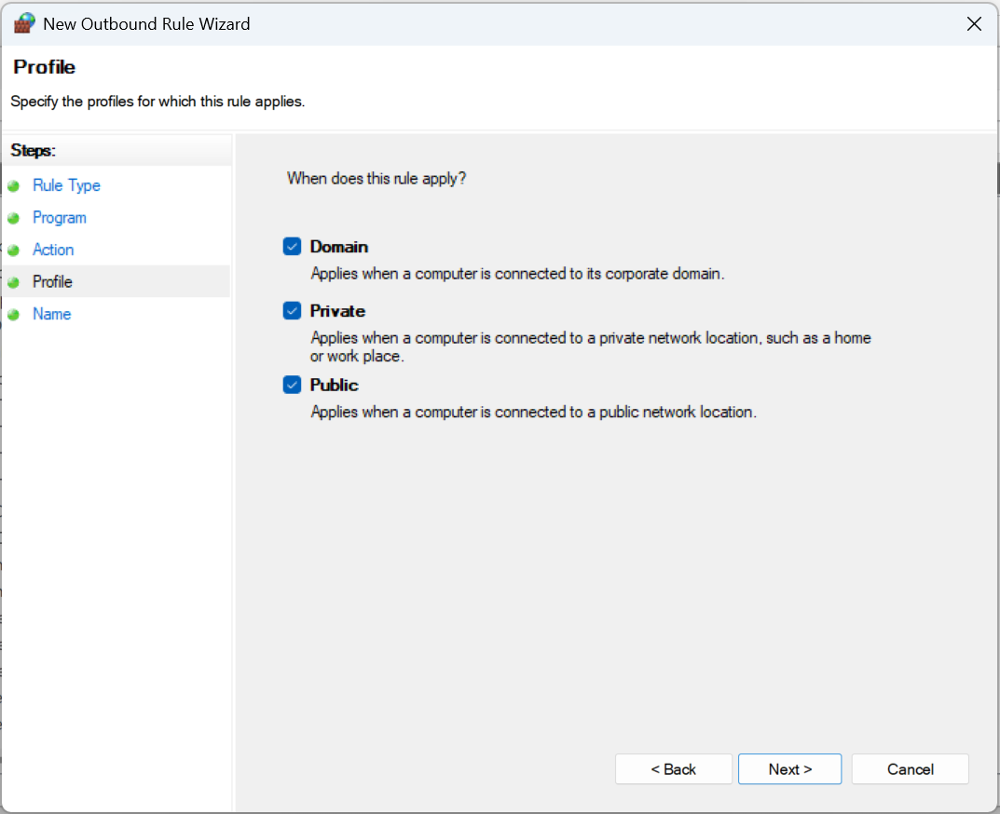 New Outbound Rule Wizard
Profile
Specify the profiles for which this rule applies.
Steps:
Rule Type
Program
Action
Profile
Name
When does this rule apply?
Domain
Applies when a computer is connected to its corporate domain.
Private
Applies when a computer is connected to a private network location, such as a home
or work place.
Public
Applies when a computer is connected to a public network location.
< Back
Next >
Cancel